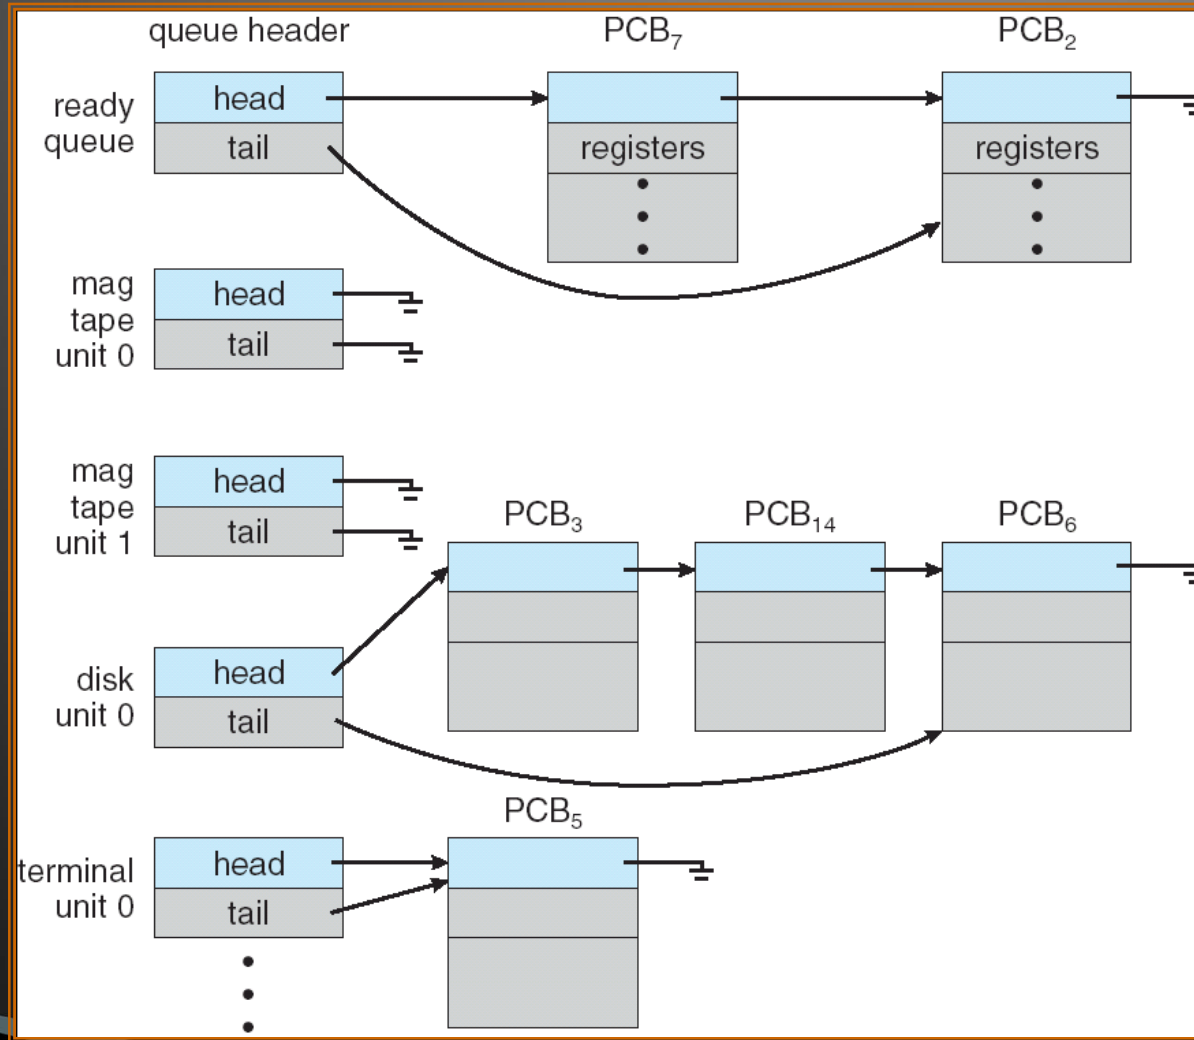 queue header
PCB7
PCB2
ready
queue
head
tail
registers
registers
mag
tape
unit 0
head
tail
mag
tape
unit 1
head
tail
PCB3
PCB14
PCB6
disk
unit 0
head
tail
PCB5
terminal
unit 0
head
tail